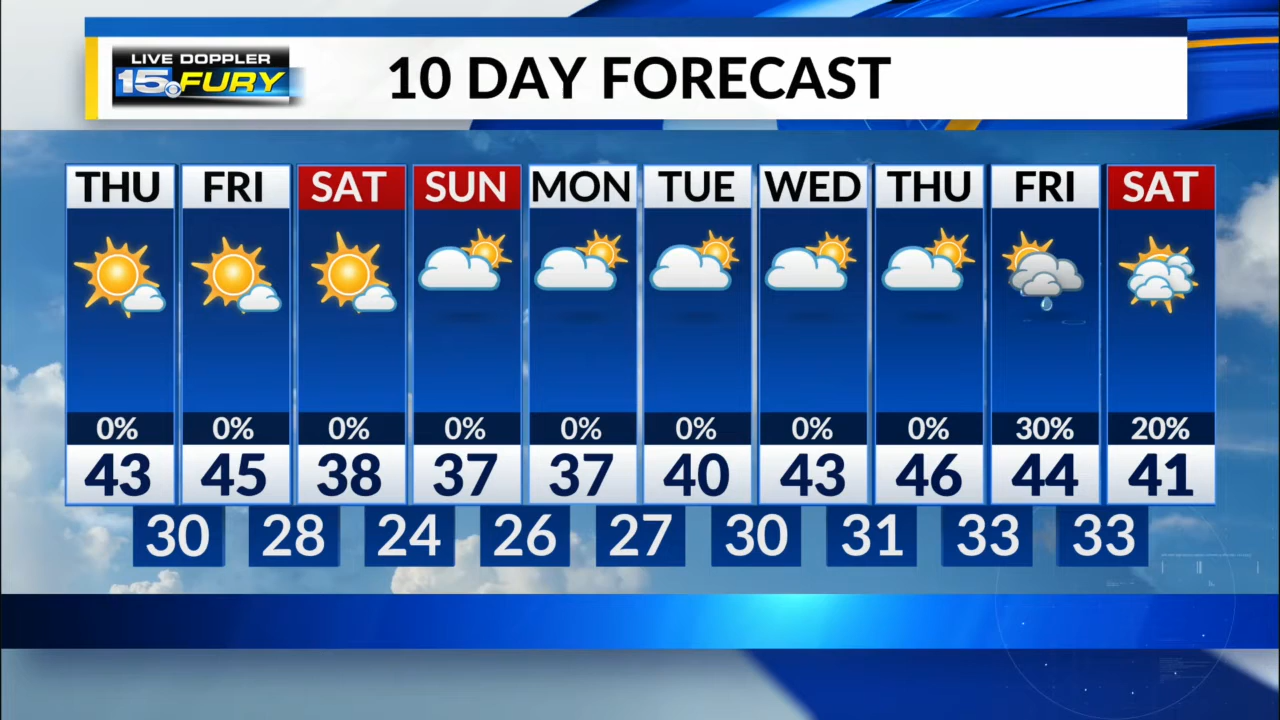 LIVE DOPPLER
15 FURY
10 DAY FORECAST
THU FRI SAT SUN MON TUE WED THU FRI SAT
0% 0% 0% 0% 0% 0% 0% 0% 30% 20%
43 45 38 37 37 40 43 46 44 41
30 28 24 26 27 30 31 33 33